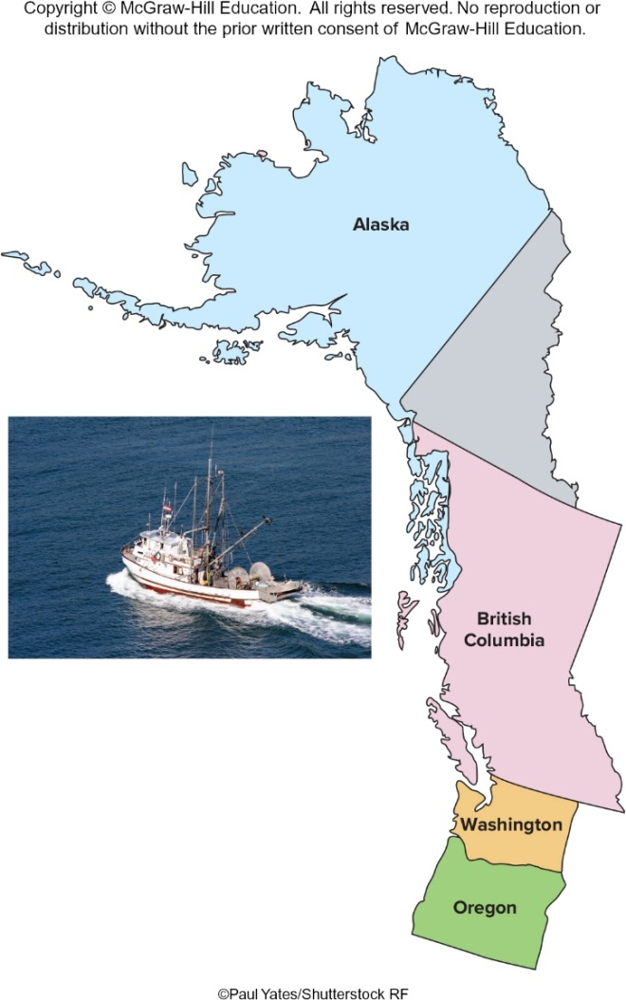 Copyright © McGraw-Hill Education. All rights reserved. No reproduction or
distribution without the prior written consent of McGraw-Hill Education.
Alaska
British
Columbia
Washington
Oregon
©Paul Yates/Shutterstock RF